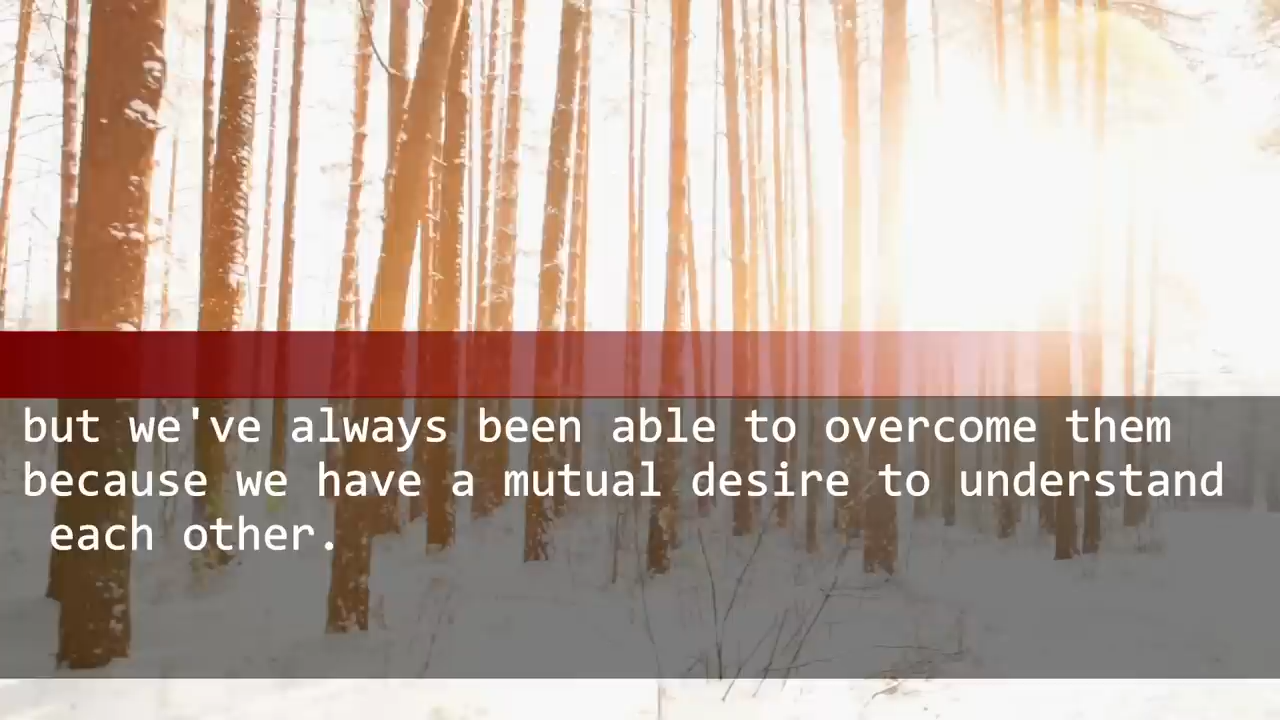 but we've always been able to overcome them
because we have a mutual desire to understand
each other.